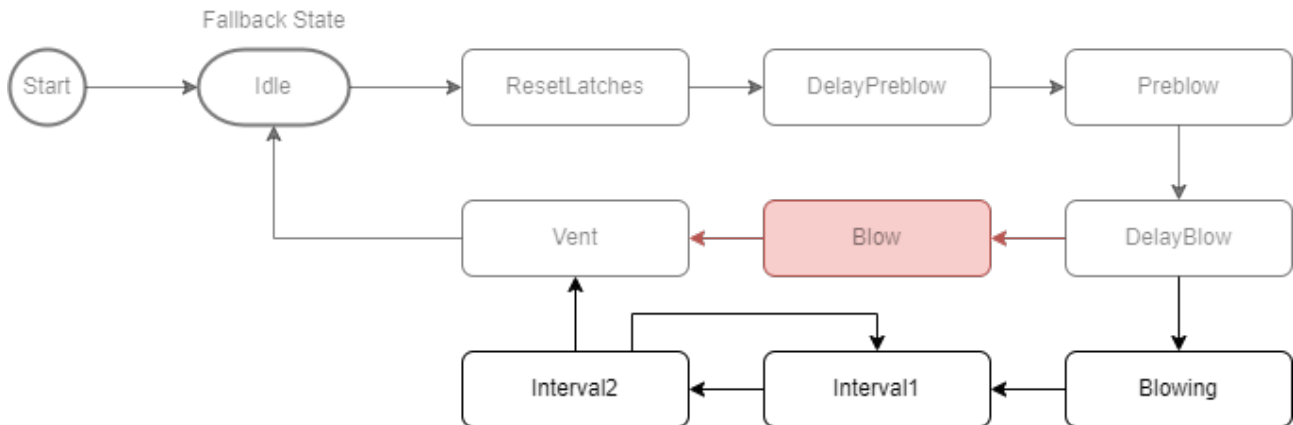 Fallback State
Start
Idle
ResetLatches
DelayPreblow
Preblow
Vent
Blow
DelayBlow
Interval2
Interval1
Blowing